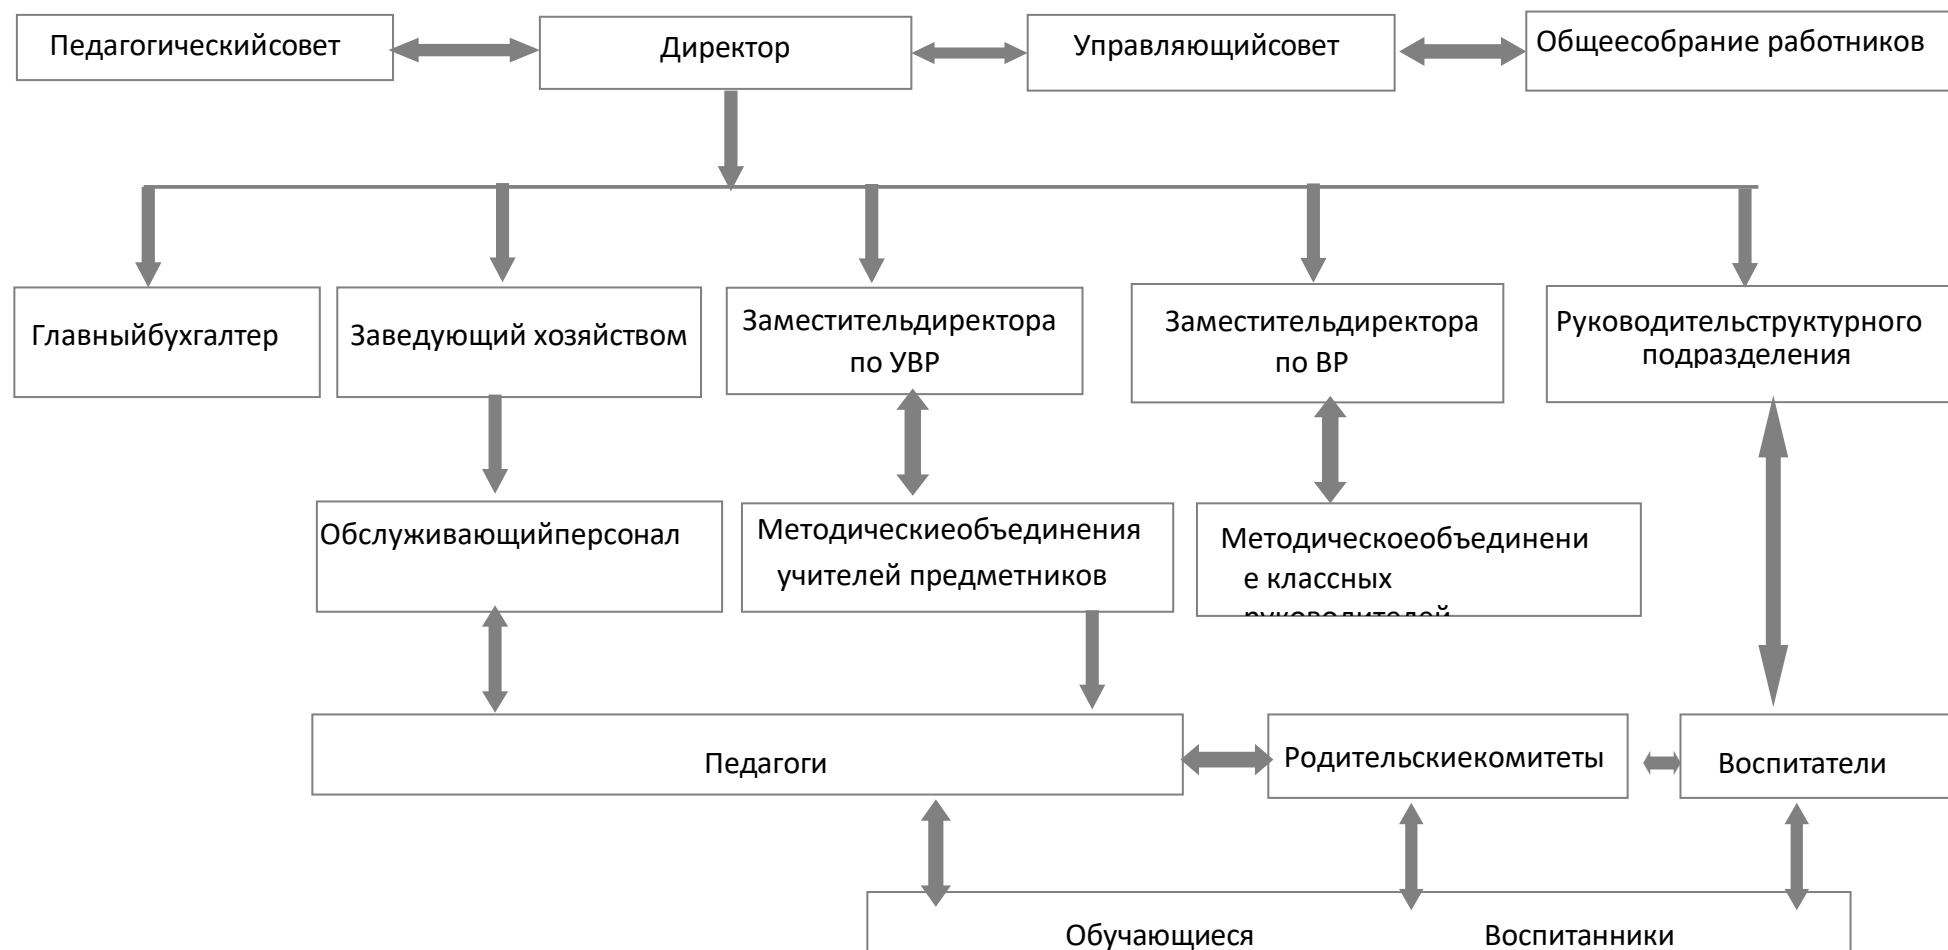 Педагогическийсовет
Директор
Управляющийсовет
Общеесобрание работников
Главныйбухгалтер
Заведующий хозяйством
Заместительдиректора
по УВР
Заместительдиректора
по ВР
Руководительструктурного
подразделения
Обслуживающийперсонал
Методическиеобъединения
учителей предметников
Методическоеобъединени
е классных
руководителей
Педагоги
Родительскиекомитеты
Воспитатели
Обучающиеся
Воспитанники